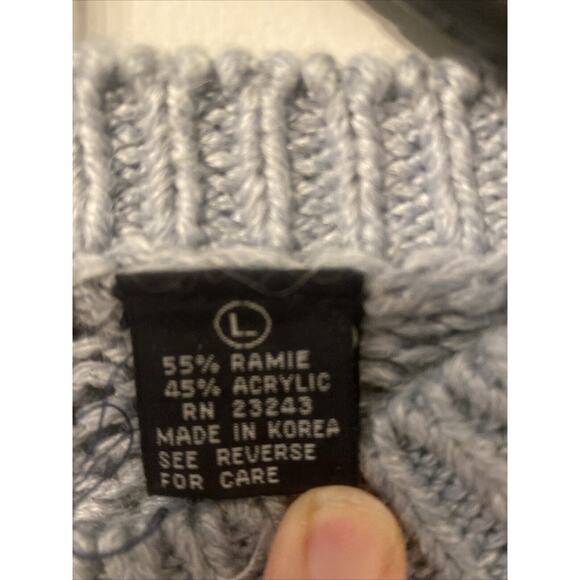 L
55% RAMIE
45% ACRYLIC
RN 23243
MADE IN KOREA
SEE REVERSE
FOR CARE